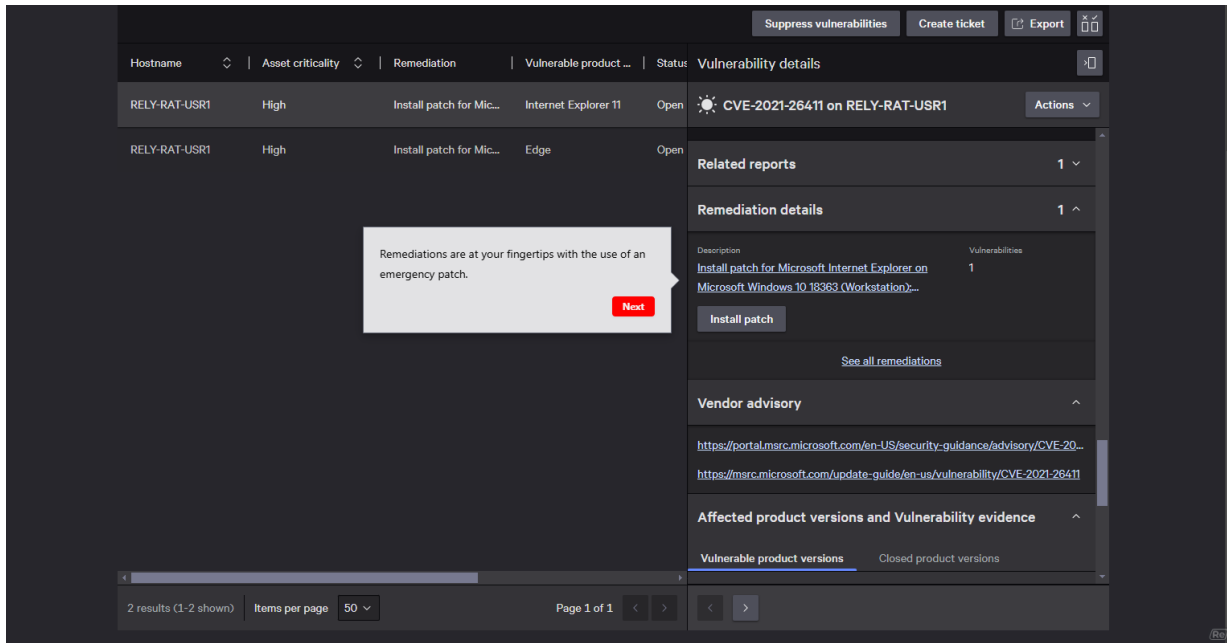 Suppress vulnerabilities Create ticket Export
Hostname Asset criticality Remediation Vulnerable product ... Status
Vulnerability details
RELY-RAT-USR1 High Install patch for Mic... Internet Explorer 11 Open
CVE-2021-26411 on RELY-RAT-USR1 Actions
RELY-RAT-USR1 High Install patch for Mic... Edge Open
Related reports 1
Remediation details 1
Remediations are at your fingertips with the use of an
emergency patch.
Next
Description Vulnerabilities
Install patch for Microsoft Internet Explorer on 1
Microsoft Windows 10 18363 (Workstation):...
Install patch
See all remediations
Vendor advisory
https://portal.msrc.microsoft.com/en-US/security-guidance/advisory/CVE-20...
https://msrc.microsoft.com/update-guide/en-us/vulnerability/CVE-2021-26411
Affected product versions and Vulnerability evidence
Vulnerable product versions Closed product versions
2 results (1-2 shown) Items per page 50 Page 1 of 1
Re